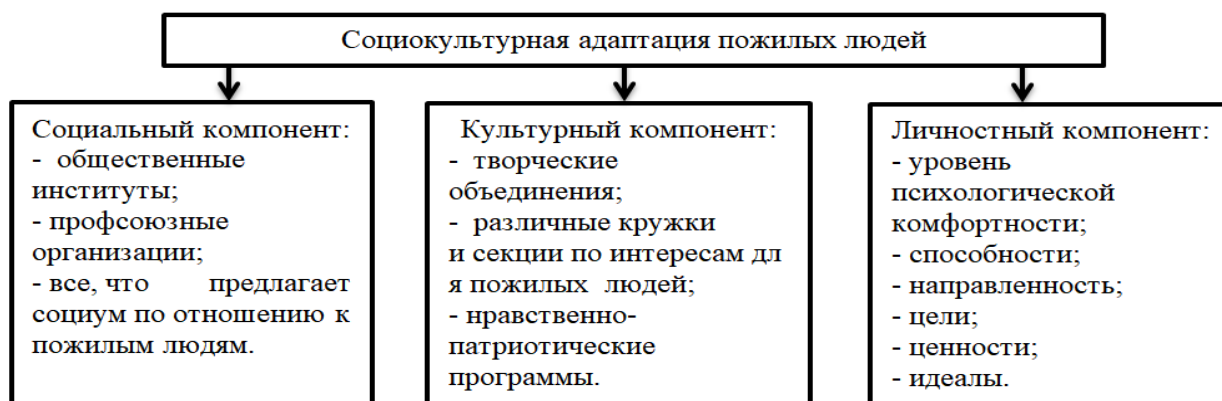 Социокультурная адаптация пожилых людей
Социальный компонент:
- общественные
институты;
- профсоюзные
организации;
- все, что предлагает
социум по отношению к
пожилым людям.
Культурный компонент:
- творческие
объединения;
- различные кружки
и секции по интересам дл
я пожилых людей;
- нравственно-
патриотические
программы.
Личностный компонент:
- уровень
психологической
комфортности;
- способности;
- направленность;
- цели;
- ценности;
- идеалы.